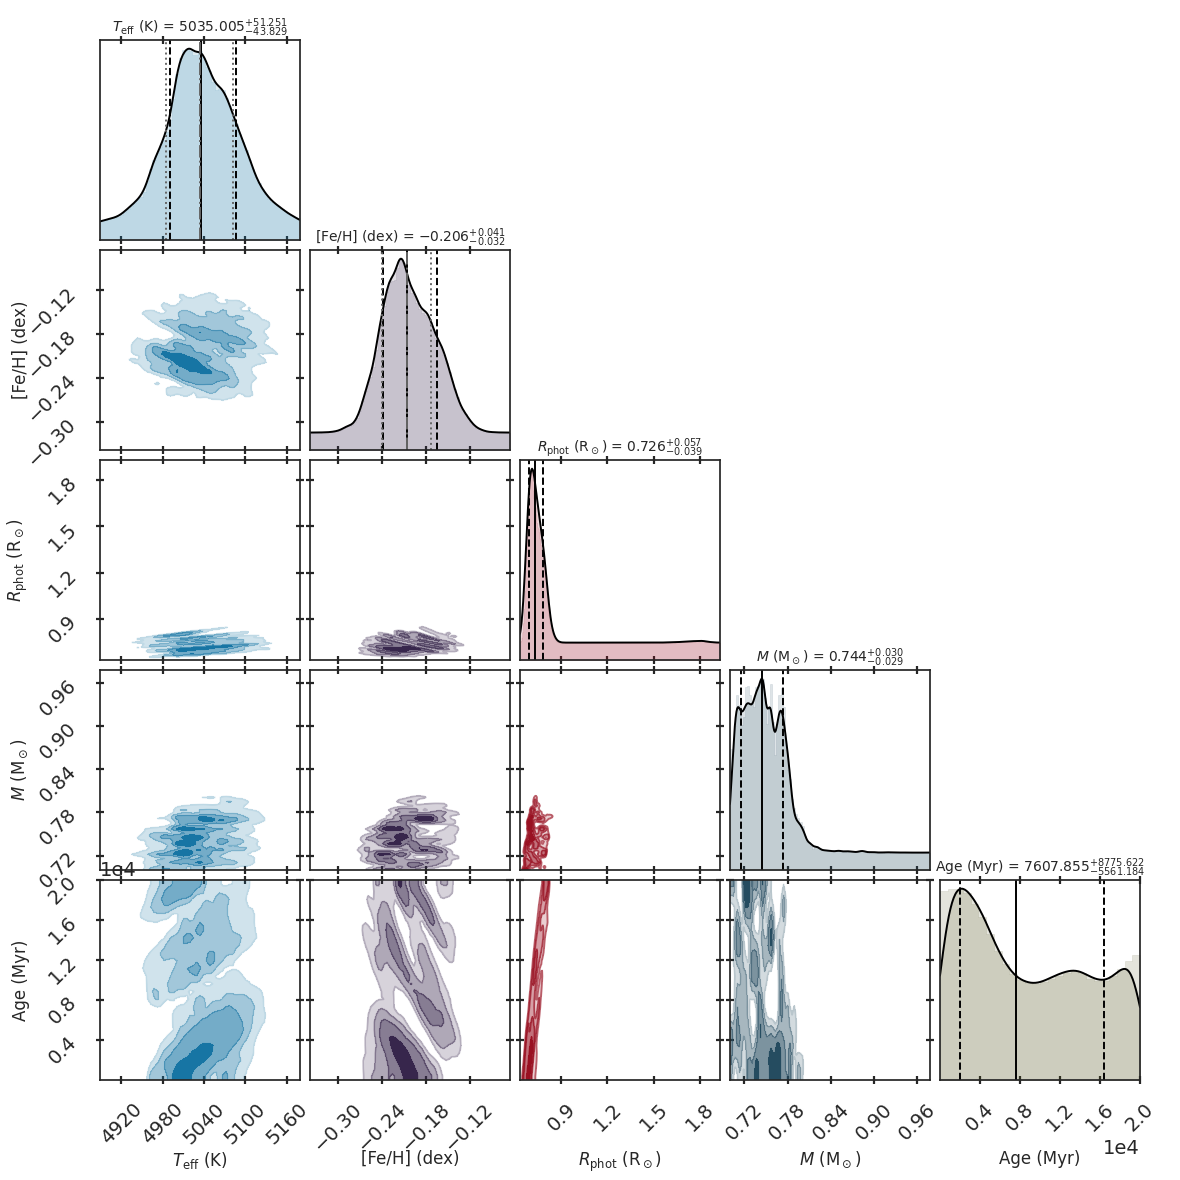 T_eff (K) = 5035.005 +51.251 −43.829
[Fe/H] (dex) = −0.206 +0.041 −0.032
[Fe/H] (dex)
−0.12
−0.18
−0.24
−0.30
R_phot (R⊙) = 0.726 +0.057 −0.039
R_phot (R⊙)
1.8
1.5
1.2
0.9
M (M⊙) = 0.744 +0.030 −0.029
M (M⊙)
0.96
0.90
0.84
0.78
0.72
Age (Myr) = 7607.855 +8775.622 −5561.184
1e4
Age (Myr)
2.0
1.6
1.2
0.8
0.4
4920 4980 5040 5100 5160
−0.30 −0.24 −0.18 −0.12
0.9 1.2 1.5 1.8
0.72 0.78 0.84 0.90 0.96
0.4 0.8 1.2 1.6 2.0
1e4
T_eff (K)
[Fe/H] (dex)
R_phot (R⊙)
M (M⊙)
Age (Myr)